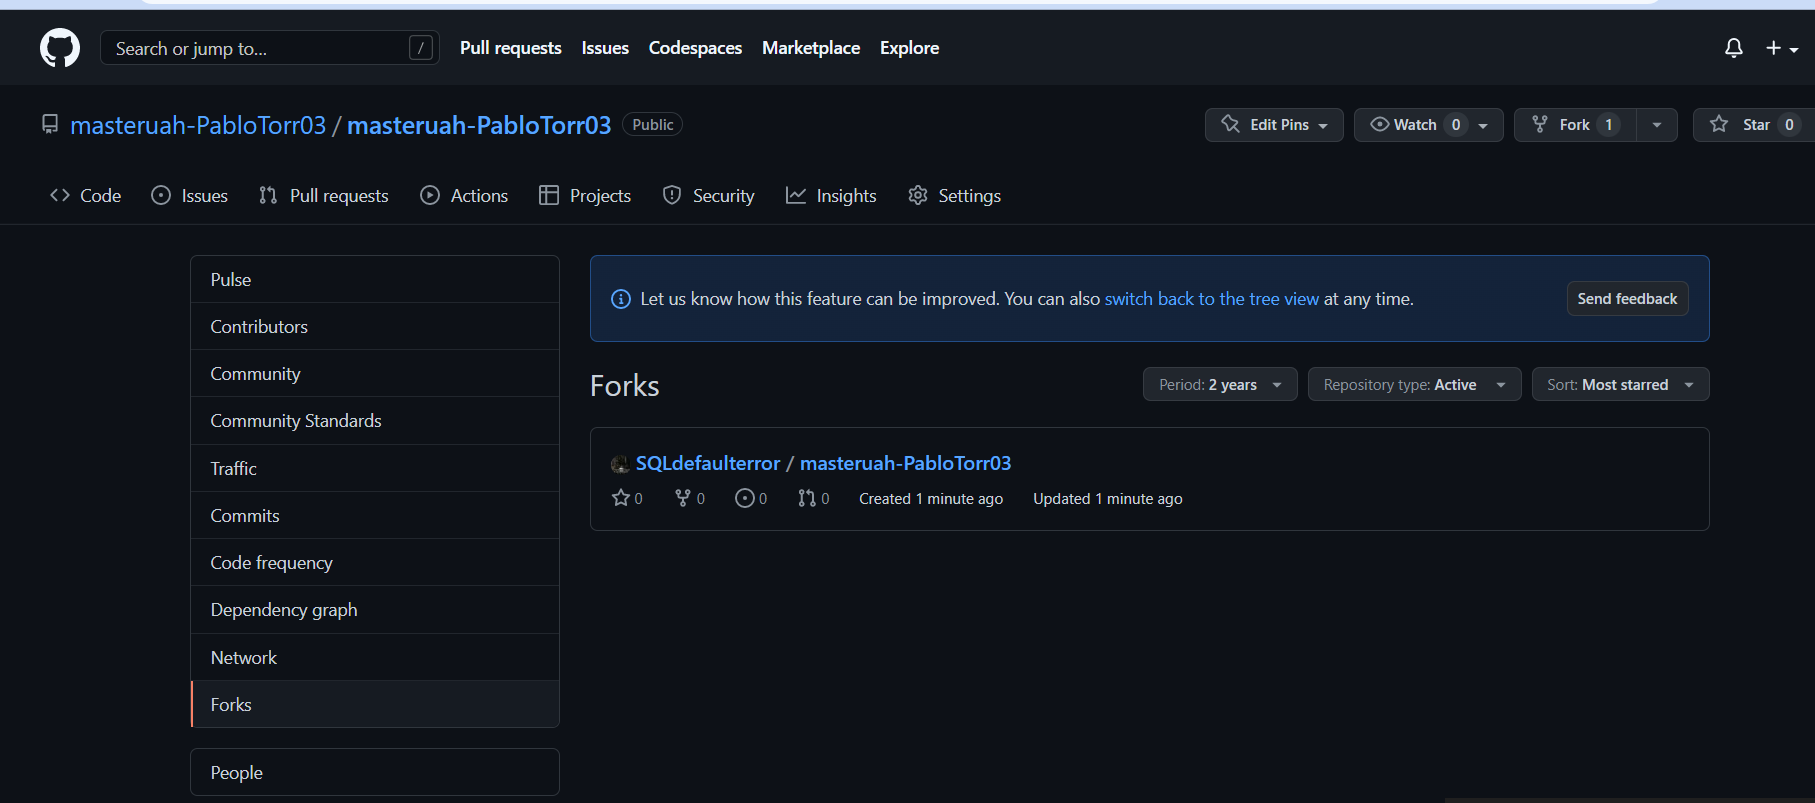 Search or jump to... / Pull requests Issues Codespaces Marketplace Explore
masteruah-PabloTorr03 / masteruah-PabloTorr03 Public Edit Pins Watch 0 Fork 1 Star 0
Code Issues Pull requests Actions Projects Security Insights Settings
Pulse
Contributors
Community
Community Standards
Traffic
Commits
Code frequency
Dependency graph
Network
Forks
People
Let us know how this feature can be improved. You can also switch back to the tree view at any time. Send feedback
Forks Period: 2 years Repository type: Active Sort: Most starred
SQLdefaulterror / masteruah-PabloTorr03
0 0 0 0 Created 1 minute ago Updated 1 minute ago